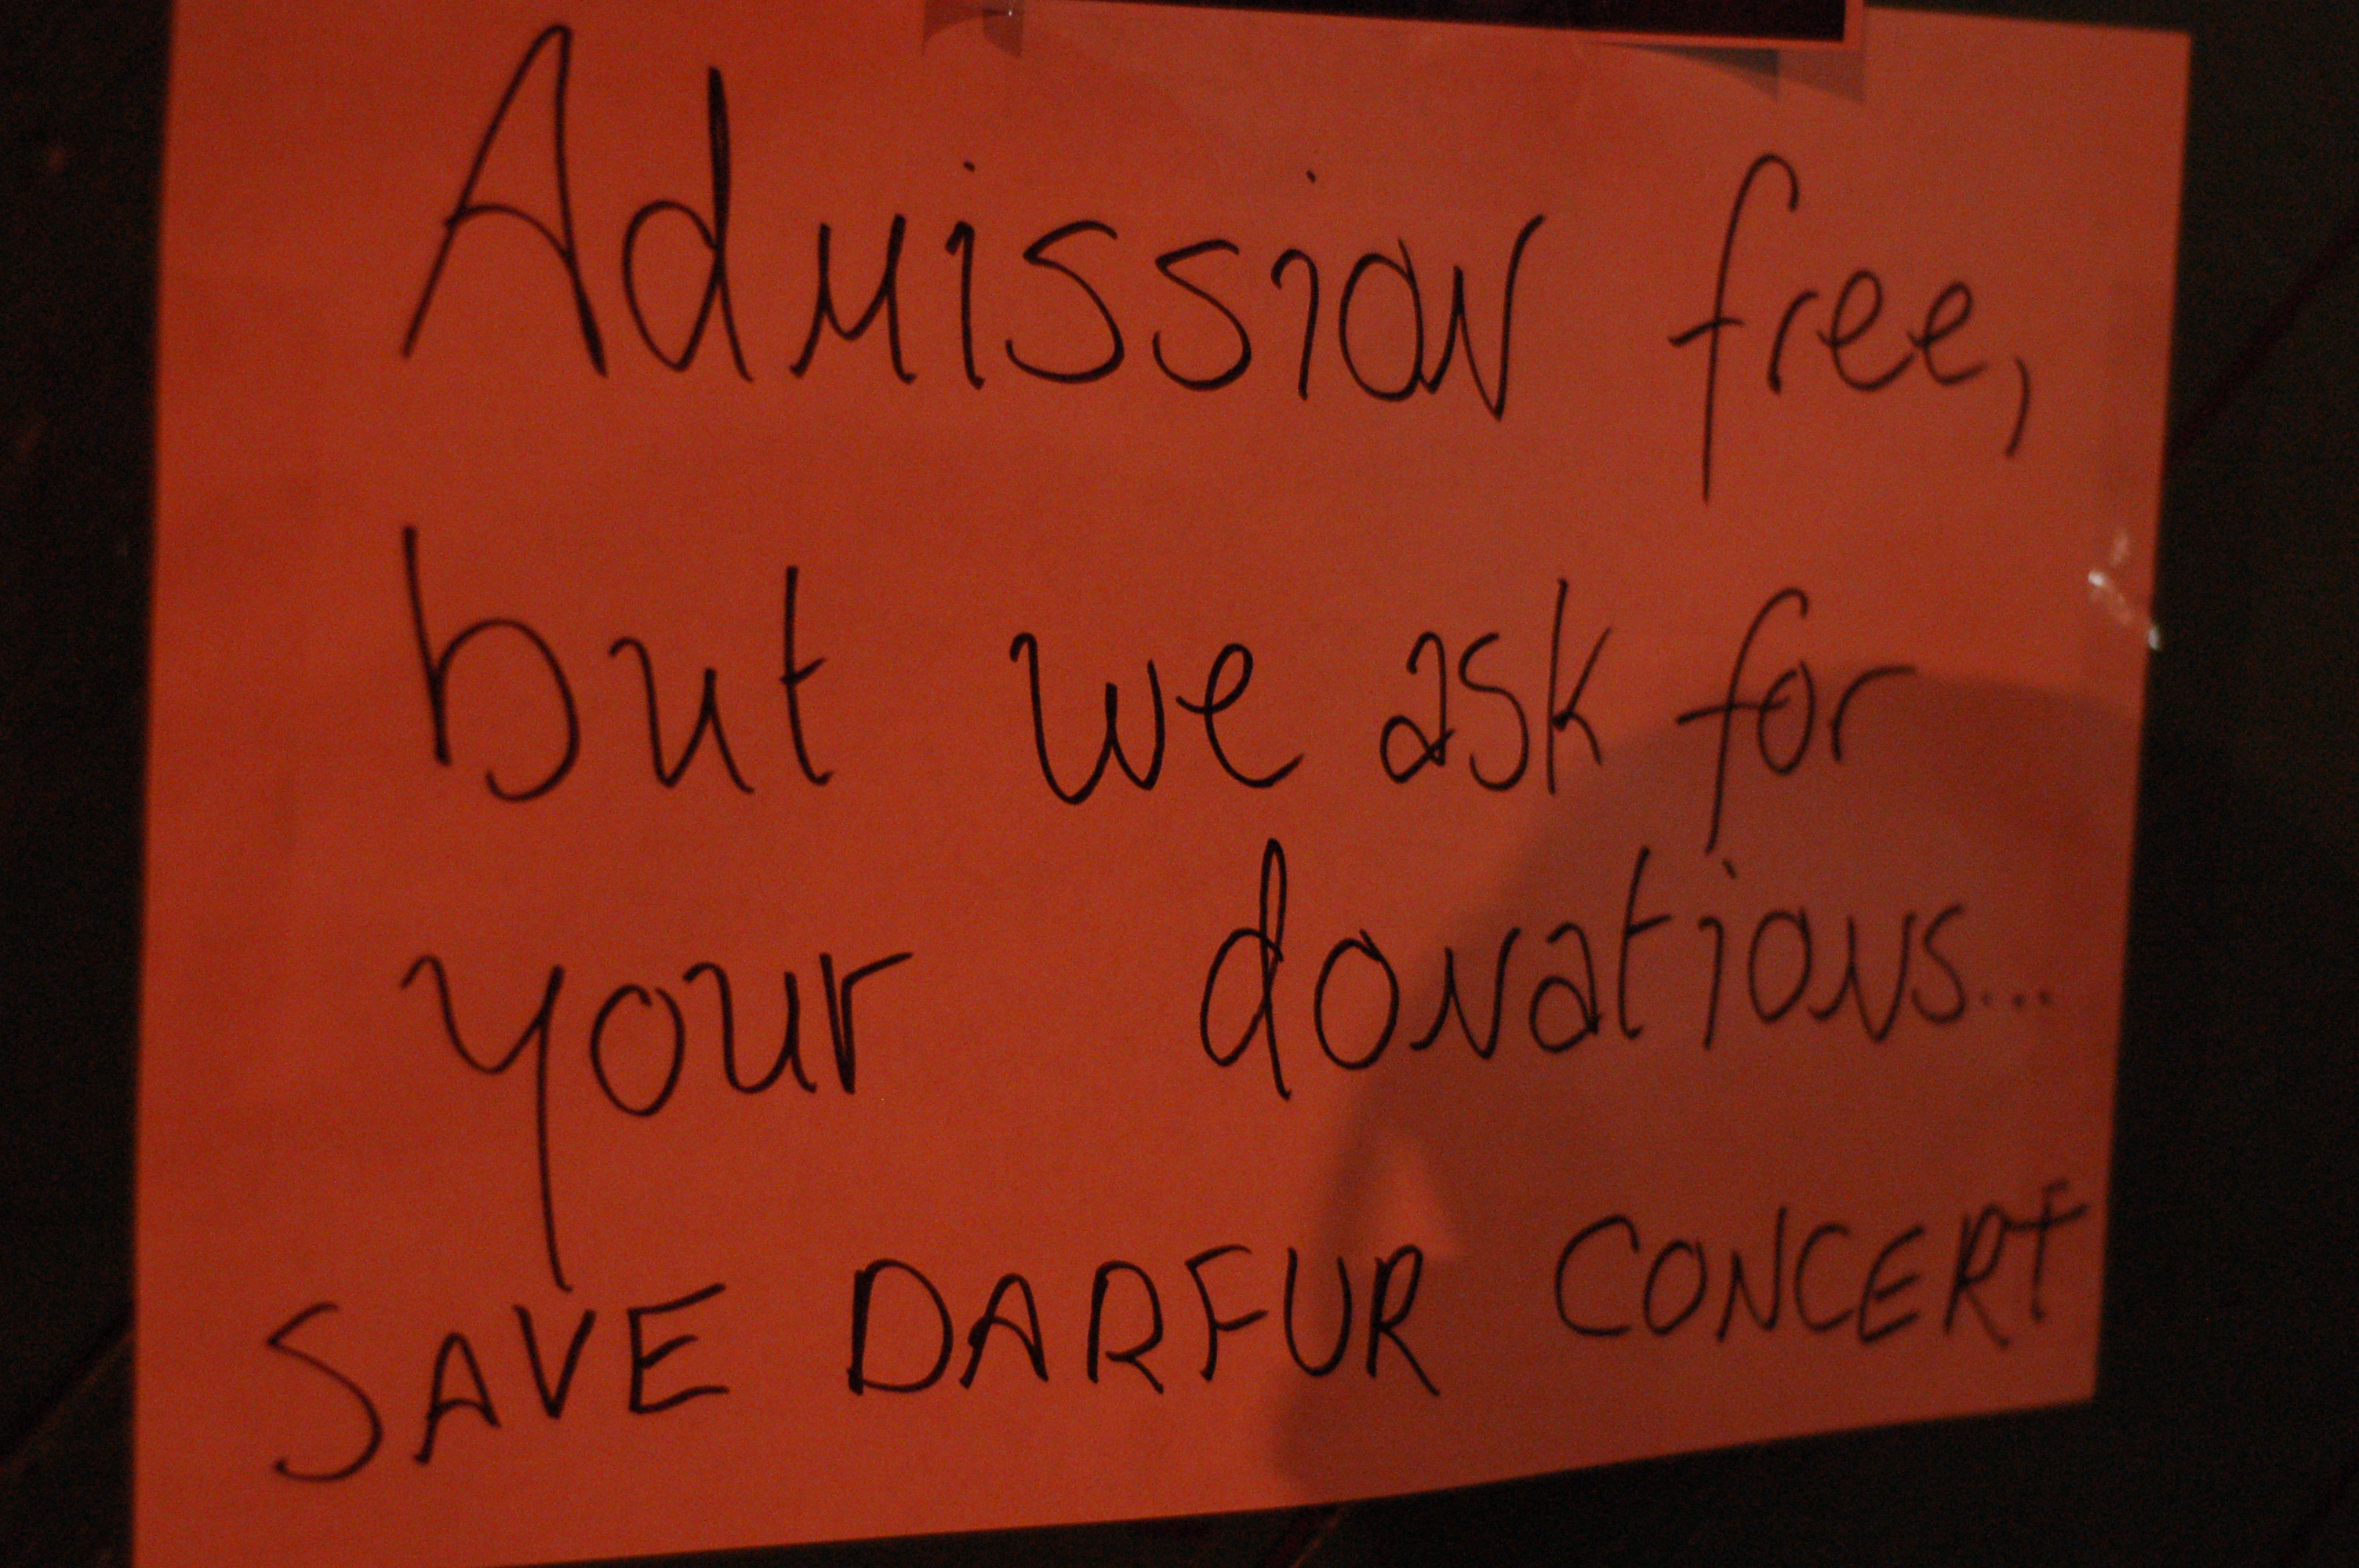 Admission free,
but we ask for
your donations...
SAVE DARFUR CONCERT